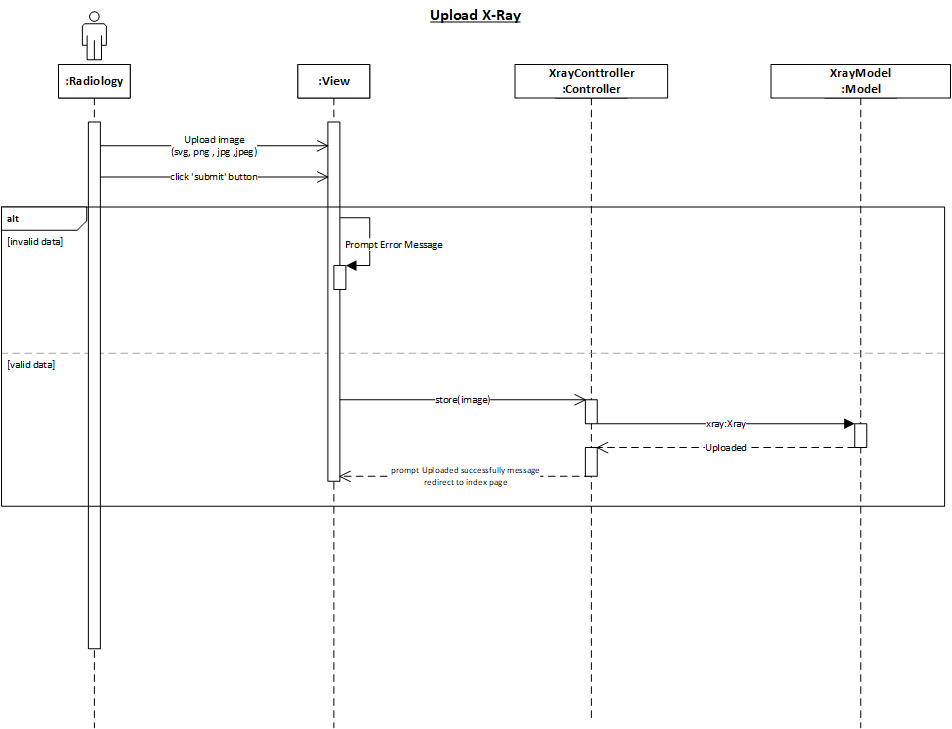 Upload X-Ray
:Radiology
:View
XrayConttroller
:Controller
XrayModel
:Model
Upload image
(svg, png , jpg ,jpeg)
click 'submit' button
alt
[invalid data]
Prompt Error Message
[valid data]
store(image)
xray:Xray
Uploaded
prompt Uploaded successfully message
redirect to index page